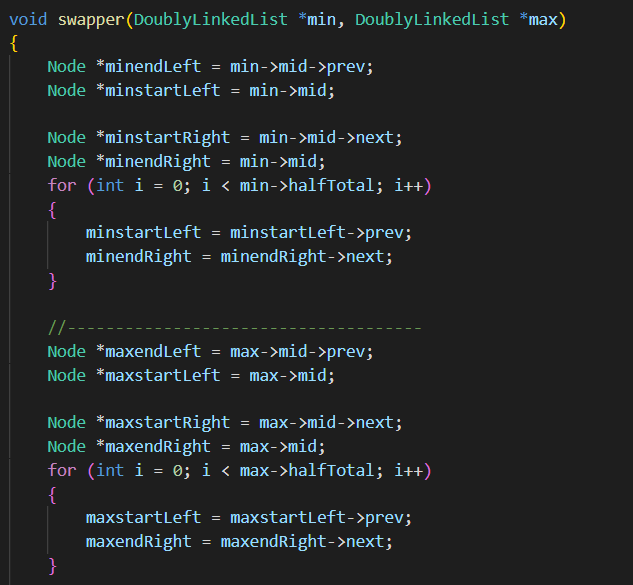 void swapper(DoublyLinkedList *min, DoublyLinkedList *max)
{
    Node *minendLeft = min->mid->prev;
    Node *minstartLeft = min->mid;

    Node *minstartRight = min->mid->next;
    Node *minendRight = min->mid;
    for (int i = 0; i < min->halfTotal; i++)
    {
        minstartLeft = minstartLeft->prev;
        minendRight = minendRight->next;
    }

    //-------------------------------------
    Node *maxendLeft = max->mid->prev;
    Node *maxstartLeft = max->mid;

    Node *maxstartRight = max->mid->next;
    Node *maxendRight = max->mid;
    for (int i = 0; i < max->halfTotal; i++)
    {
        maxstartLeft = maxstartLeft->prev;
        maxendRight = maxendRight->next;
    }